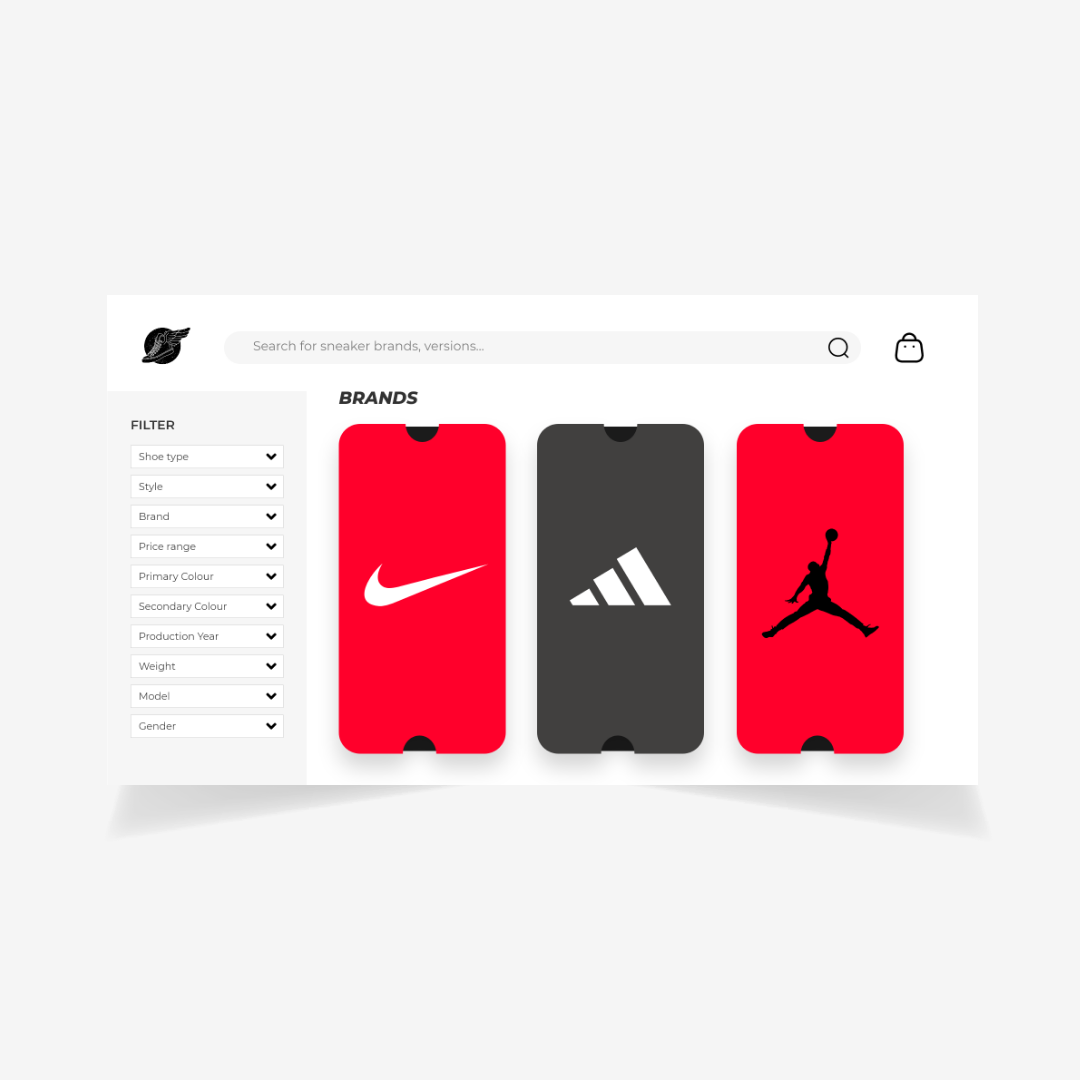 Search for sneaker brands, versions...
BRANDS
FILTER
Shoe type
Style
Brand
Price range
Primary Colour
Secondary Colour
Production Year
Weight
Model
Gender